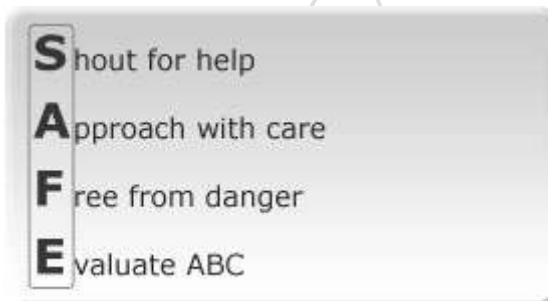 Shout for help
Approach with care
Free from danger
Evaluate ABC